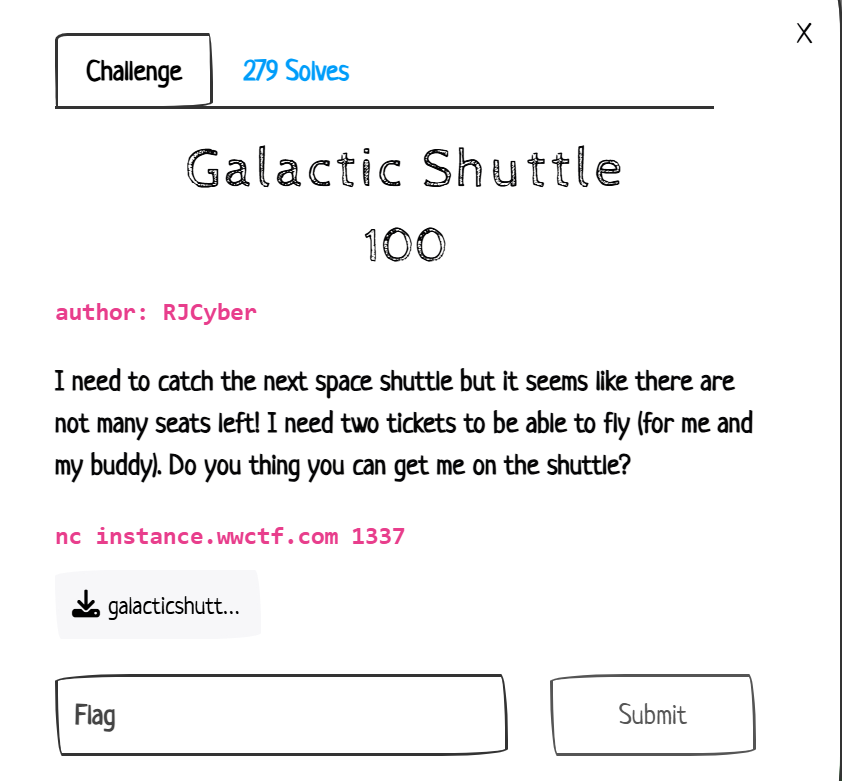 X
Challenge
279 Solves
Galactic Shuttle
100
author: RJCyber
I need to catch the next space shuttle but it seems like there are
not many seats left! I need two tickets to be able to fly (for me and
my buddy). Do you thing you can get me on the shuttle?
nc instance.wwctf.com 1337
galacticshutt...
Flag
Submit